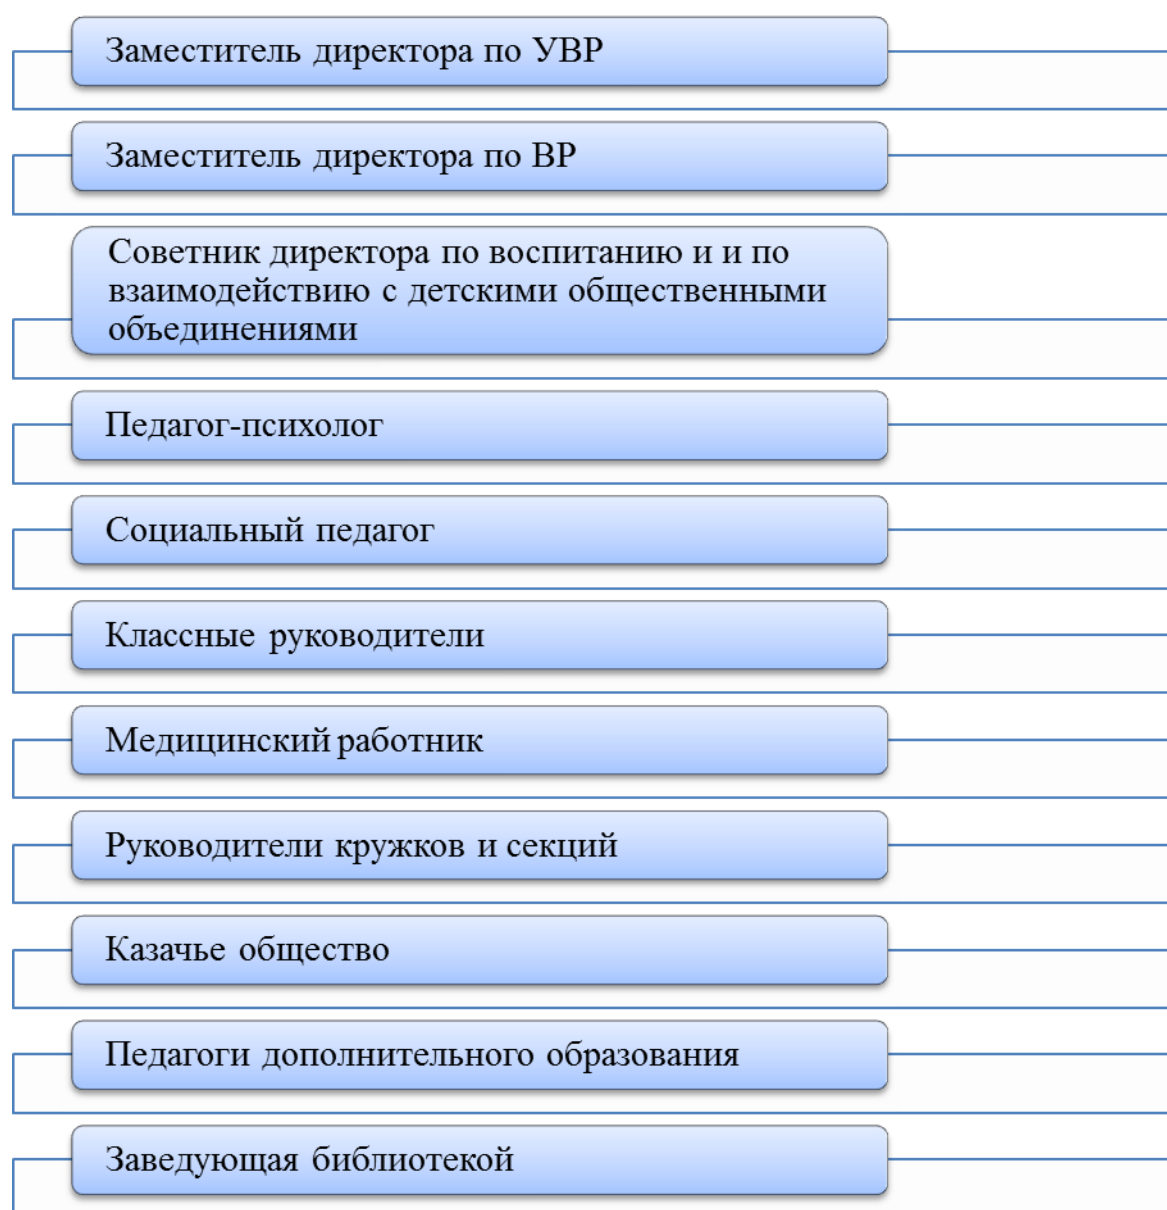 Заместитель директора по УВР
Заместитель директора по ВР
Советник директора по воспитанию и и по
взаимодействию с детскими общественными
объединениями
Педагог-психолог
Социальный педагог
Классные руководители
Медицинский работник
Руководители кружков и секций
Казачье общество
Педагоги дополнительного образования
Заведующая библиотекой